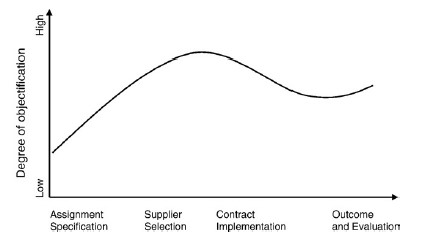 High
Degree of objectification
Low
Assignment
Specification
Supplier
Selection
Contract
Implementation
Outcome
and Evaluation